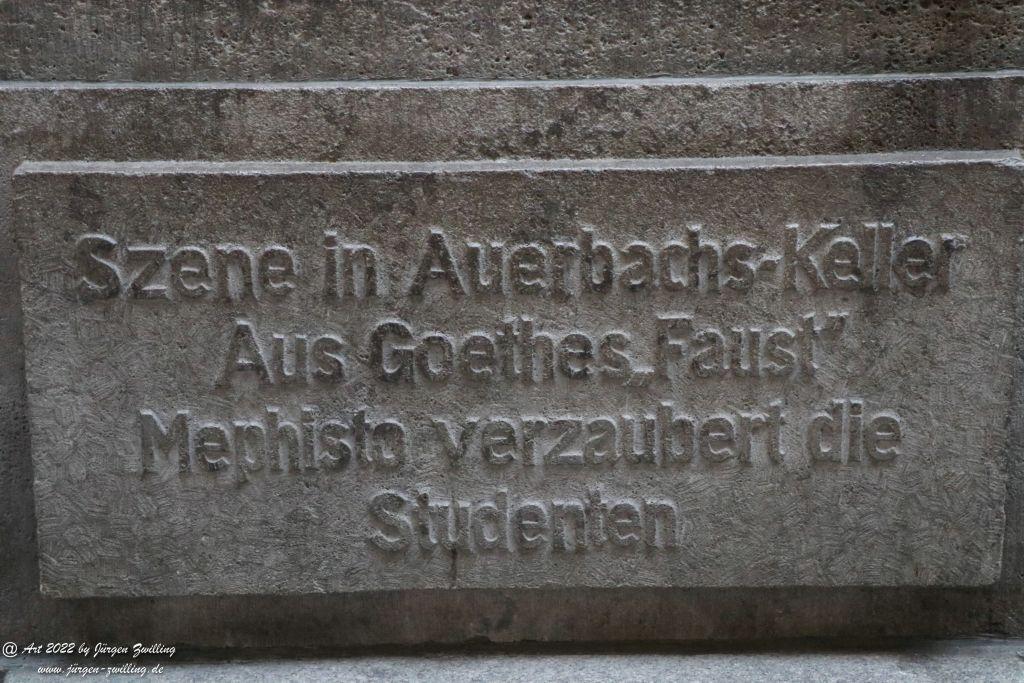 Szene in Auerbachs-Keller
Aus Goethes „Faust“
Mephisto verzaubert die
Studenten
@ Art 2022 by Jürgen Zwilling
www.jürgen-zwilling.de